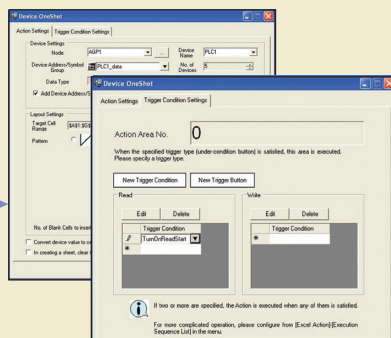 Device OneShot
Action Settings Trigger Condition Settings
Device Settings
Node AGP1 ... Device Name PLC1
Device Address/Symbol Group PLC1_data No. of Devices 5
Data Type
Add Device Address/S
Layout Settings
Target Cell Range
Pattern
No. of Blank Cells to insert
Convert device value to co
In creating a sheet, clear t
Device OneShot
Action Settings Trigger Condition Settings
Action Area No. 0
When the specified trigger type (under-condition button) is satisfied, this area is executed.
Please specify a trigger type.
New Trigger Condition New Trigger Button
Read Write
Edit Delete Edit Delete
Trigger Condition Trigger Condition
TurnOnReadStart
If two or more are specified, the Action is executed when any of them is satisfied.
For more complicated operation, please configure from [Excel Action]-[Execution
Sequence List] in the menu.